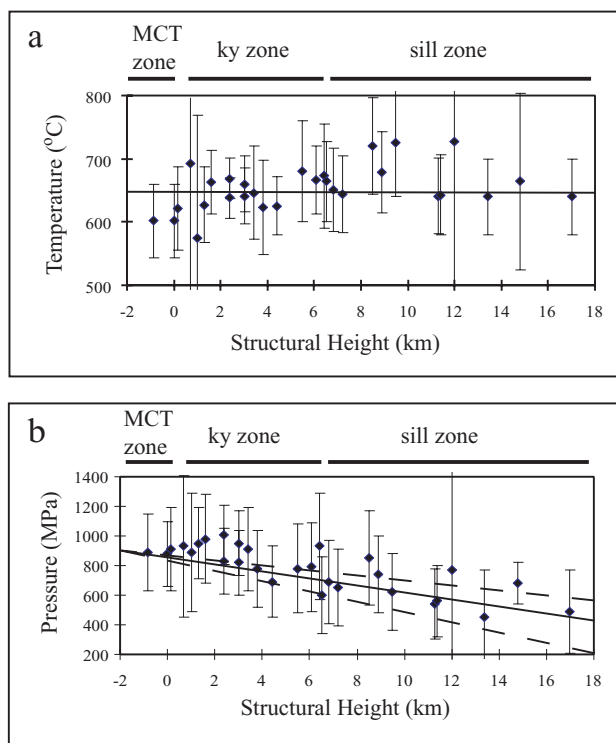 a
MCT
zone
ky zone
sill zone
Temperature (°C)
800
700
600
500
-2 0 2 4 6 8 10 12 14 16 18
Structural Height (km)
b
MCT
zone
ky zone
sill zone
Pressure (MPa)
1400
1200
1000
800
600
400
200
-2 0 2 4 6 8 10 12 14 16 18
Structural Height (km)